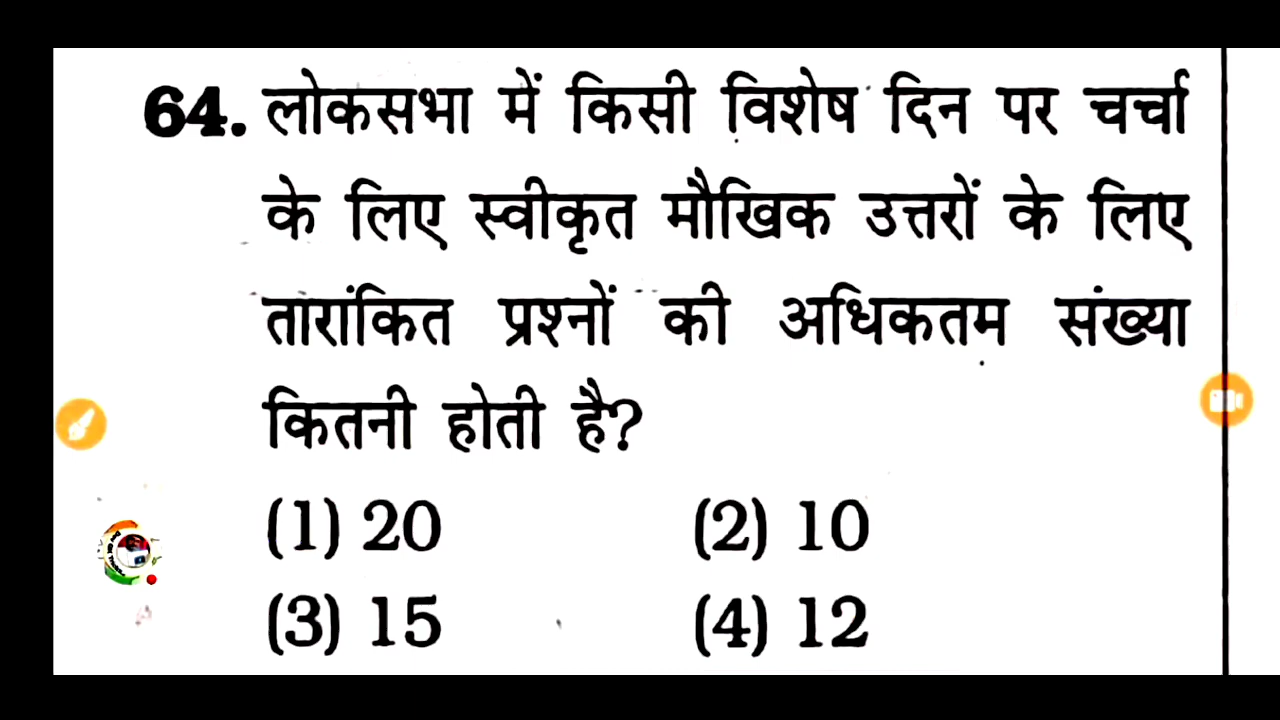 64. लोकसभा में किसी विशेष दिन पर चर्चा
के लिए स्वीकृत मौखिक उत्तरों के लिए
तारांकित प्रश्नों की अधिकतम संख्या
कितनी होती है?
(1) 20 (2) 10
(3) 15 (4) 12